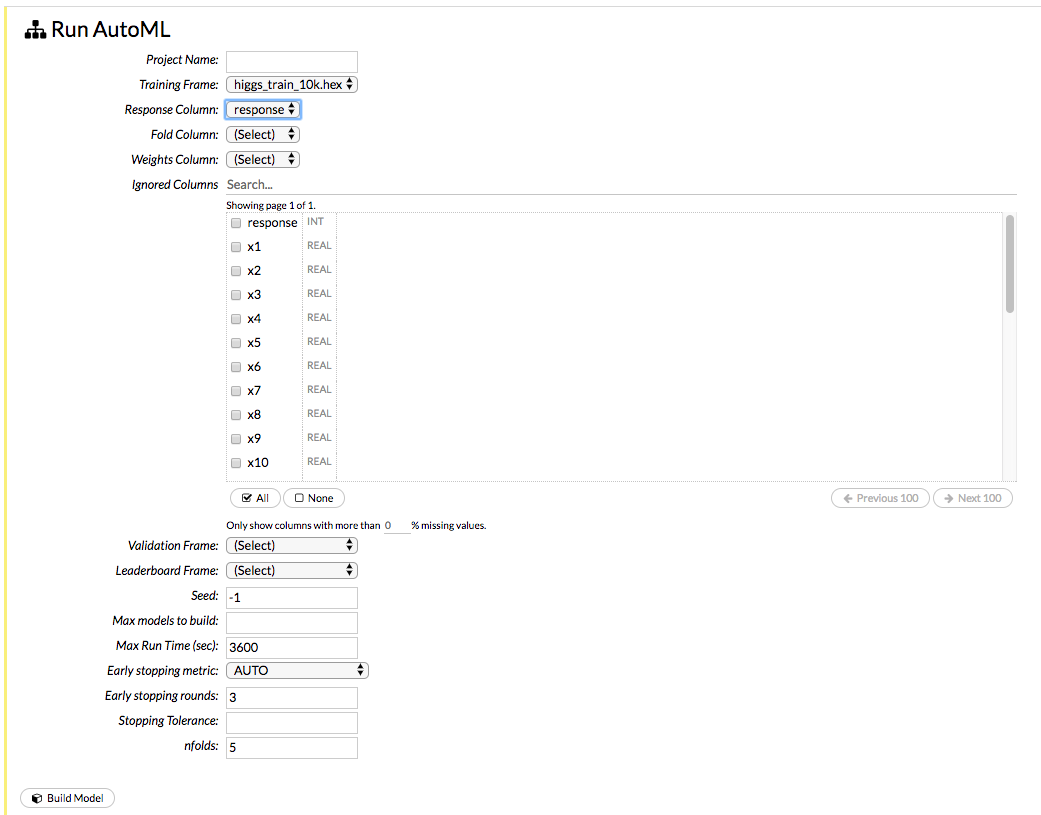 Run AutoML
Project Name:
Training Frame: higgs_train_10k.hex
Response Column: response
Fold Column: (Select)
Weights Column: (Select)
Ignored Columns Search...
Showing page 1 of 1.
response INT
x1 REAL
x2 REAL
x3 REAL
x4 REAL
x5 REAL
x6 REAL
x7 REAL
x8 REAL
x9 REAL
x10 REAL
All None Previous 100 Next 100
Only show columns with more than 0 % missing values.
Validation Frame: (Select)
Leaderboard Frame: (Select)
Seed: -1
Max models to build:
Max Run Time (sec): 3600
Early stopping metric: AUTO
Early stopping rounds: 3
Stopping Tolerance:
nfolds: 5
Build Model